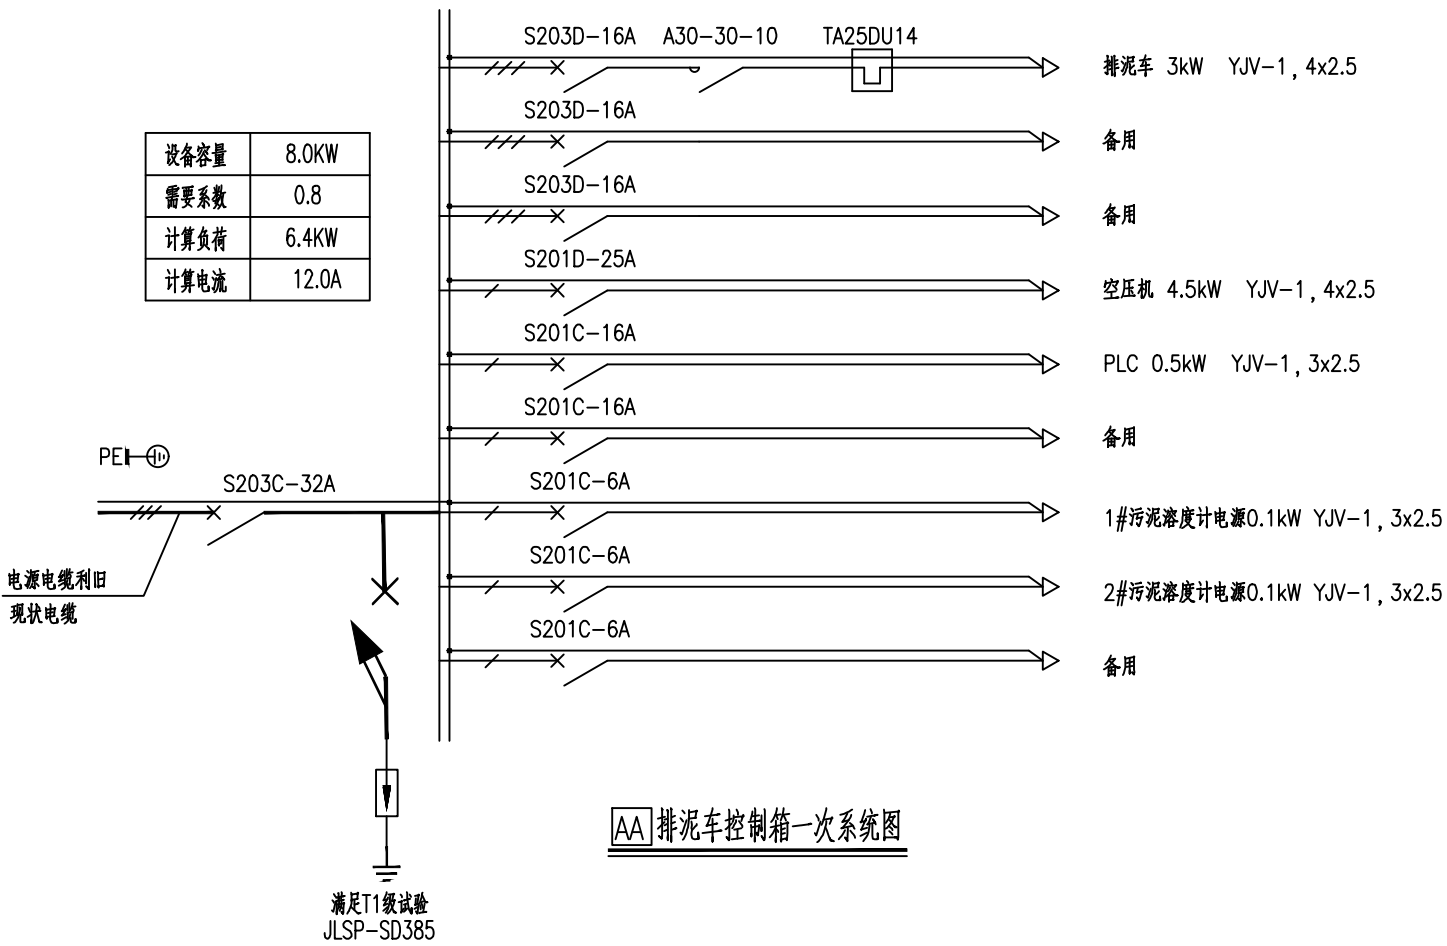 S203D-16A A30-30-10 TA25DU14
排泥车 3kW YJV-1, 4x2.5
S203D-16A
备用
S203D-16A
备用
S201D-25A
空压机 4.5kW YJV-1, 4x2.5
S201C-16A
PLC 0.5kW YJV-1, 3x2.5
S201C-16A
备用
S201C-6A
1#污泥溶度计电源0.1kW YJV-1, 3x2.5
S201C-6A
2#污泥溶度计电源0.1kW YJV-1, 3x2.5
S201C-6A
备用
设备容量 8.0KW
需要系数 0.8
计算负荷 6.4KW
计算电流 12.0A
PE
S203C-32A
电源电缆利旧
现状电缆
满足T1级试验
JLSP-SD385
AA 排泥车控制箱一次系统图